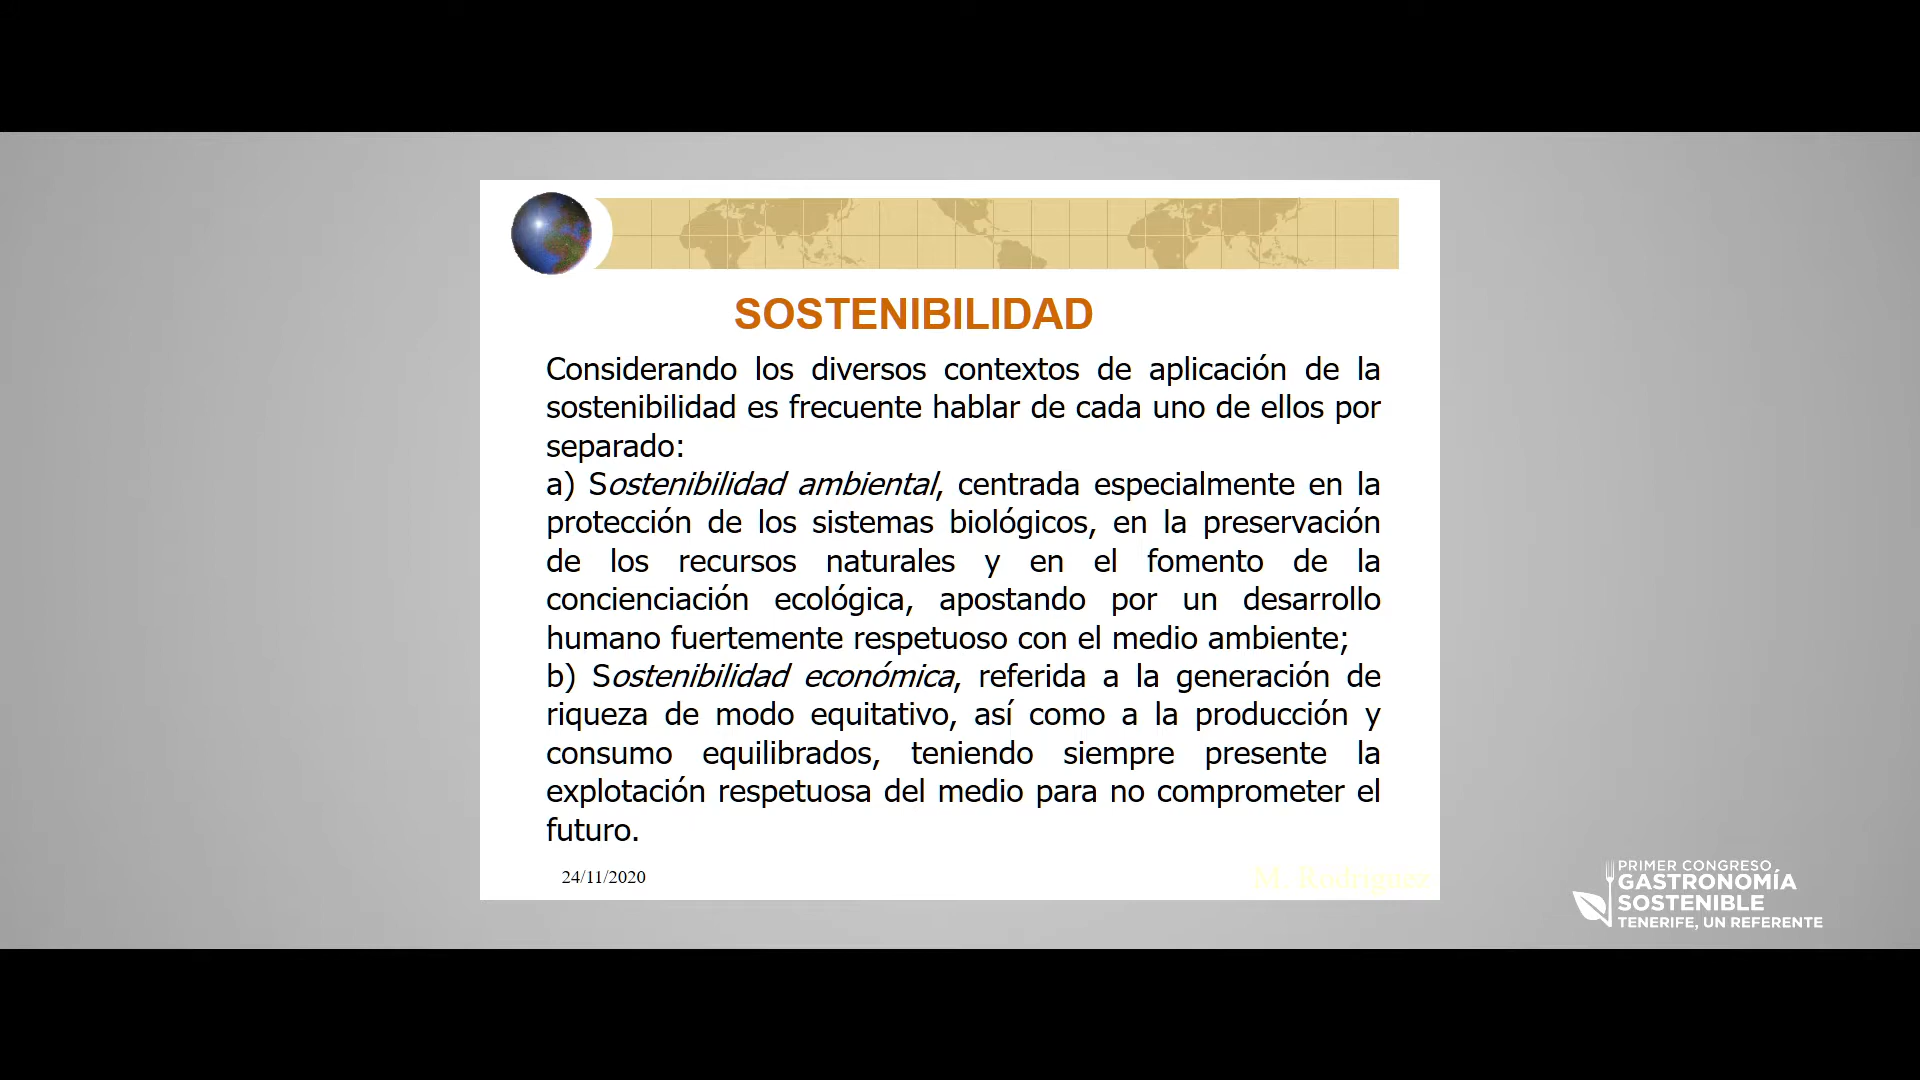 SOSTENIBILIDAD
Considerando los diversos contextos de aplicación de la
sostenibilidad es frecuente hablar de cada uno de ellos por
separado:
a) Sostenibilidad ambiental, centrada especialmente en la
protección de los sistemas biológicos, en la preservación
de los recursos naturales y en el fomento de la
concienciación ecológica, apostando por un desarrollo
humano fuertemente respetuoso con el medio ambiente;
b) Sostenibilidad económica, referida a la generación de
riqueza de modo equitativo, así como a la producción y
consumo equilibrados, teniendo siempre presente la
explotación respetuosa del medio para no comprometer el
futuro.
24/11/2020
M. Rodríguez
PRIMER CONGRESO
GASTRONOMÍA
SOSTENIBLE
TENERIFE, UN REFERENTE